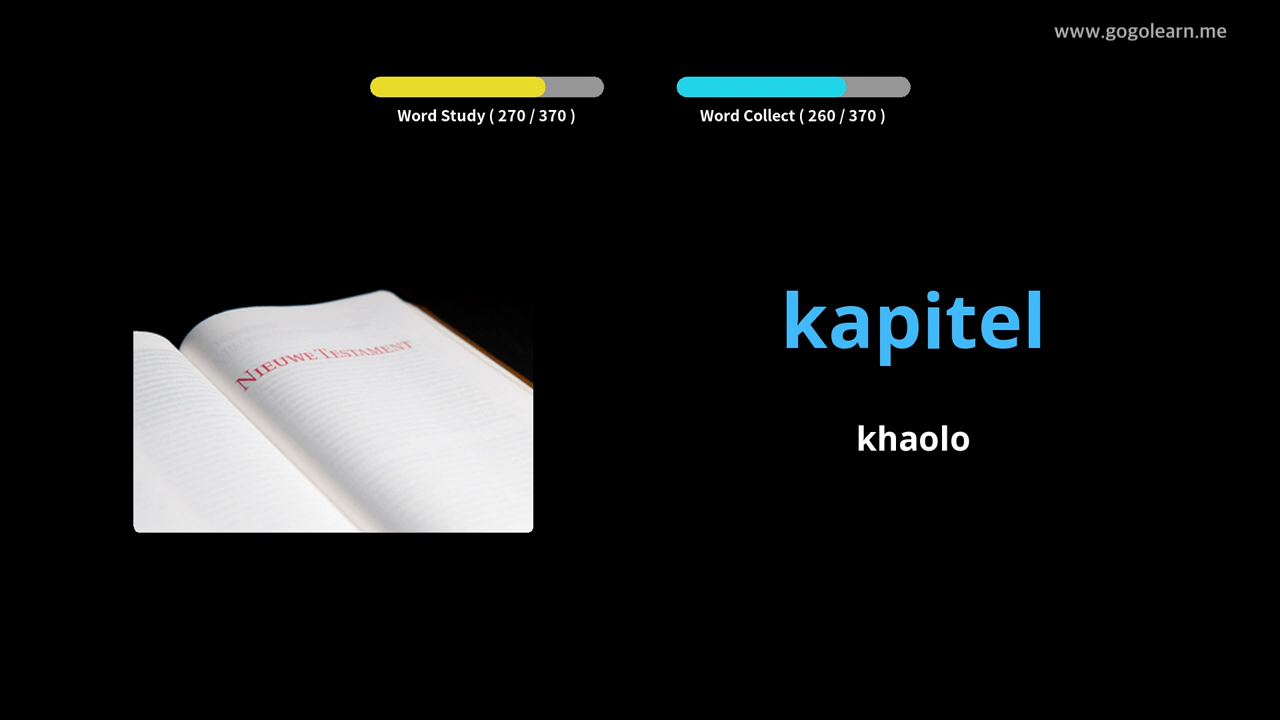 www.gogolearn.me
Word Study ( 270 / 370 )
Word Collect ( 260 / 370 )
NIEUWE TESTAMENT
kapitel
khaolo